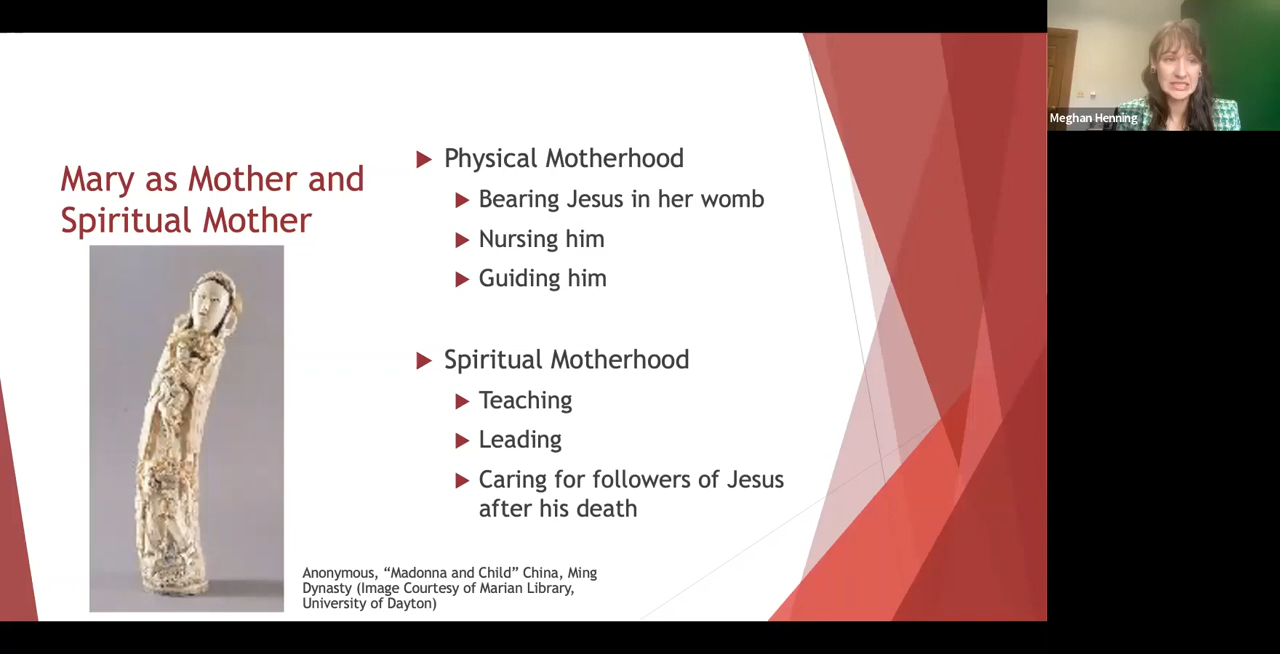 Mary as Mother and
Spiritual Mother
Physical Motherhood
Bearing Jesus in her womb
Nursing him
Guiding him
Spiritual Motherhood
Teaching
Leading
Caring for followers of Jesus
after his death
Anonymous, “Madonna and Child” China, Ming
Dynasty (Image Courtesy of Marian Library,
University of Dayton)
Meghan Henning